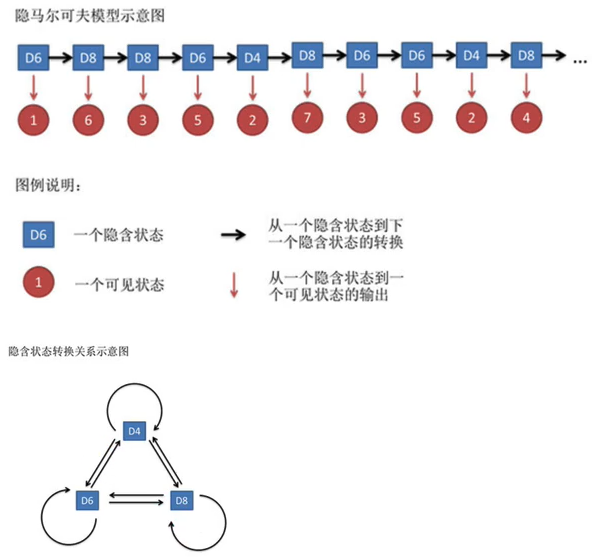 隐马尔可夫模型示意图
D6 D8 D8 D6 D4 D8 D6 D6 D4 D8 ...
1 6 3 5 2 7 3 5 2 4
图例说明：
D6 一个隐含状态
从一个隐含状态到下
一个隐含状态的转换
1 一个可见状态
从一个隐含状态到一
个可见状态的输出
隐含状态转换关系示意图
D4
D6 D8